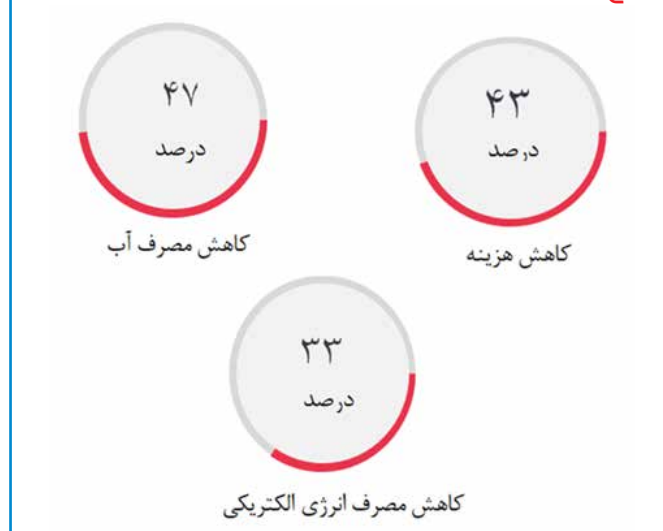 ۴۳
درصد
کاهش هزینه
۴۷
درصد
کاهش مصرف آب
۳۳
درصد
کاهش مصرف انرژی الکتریکی